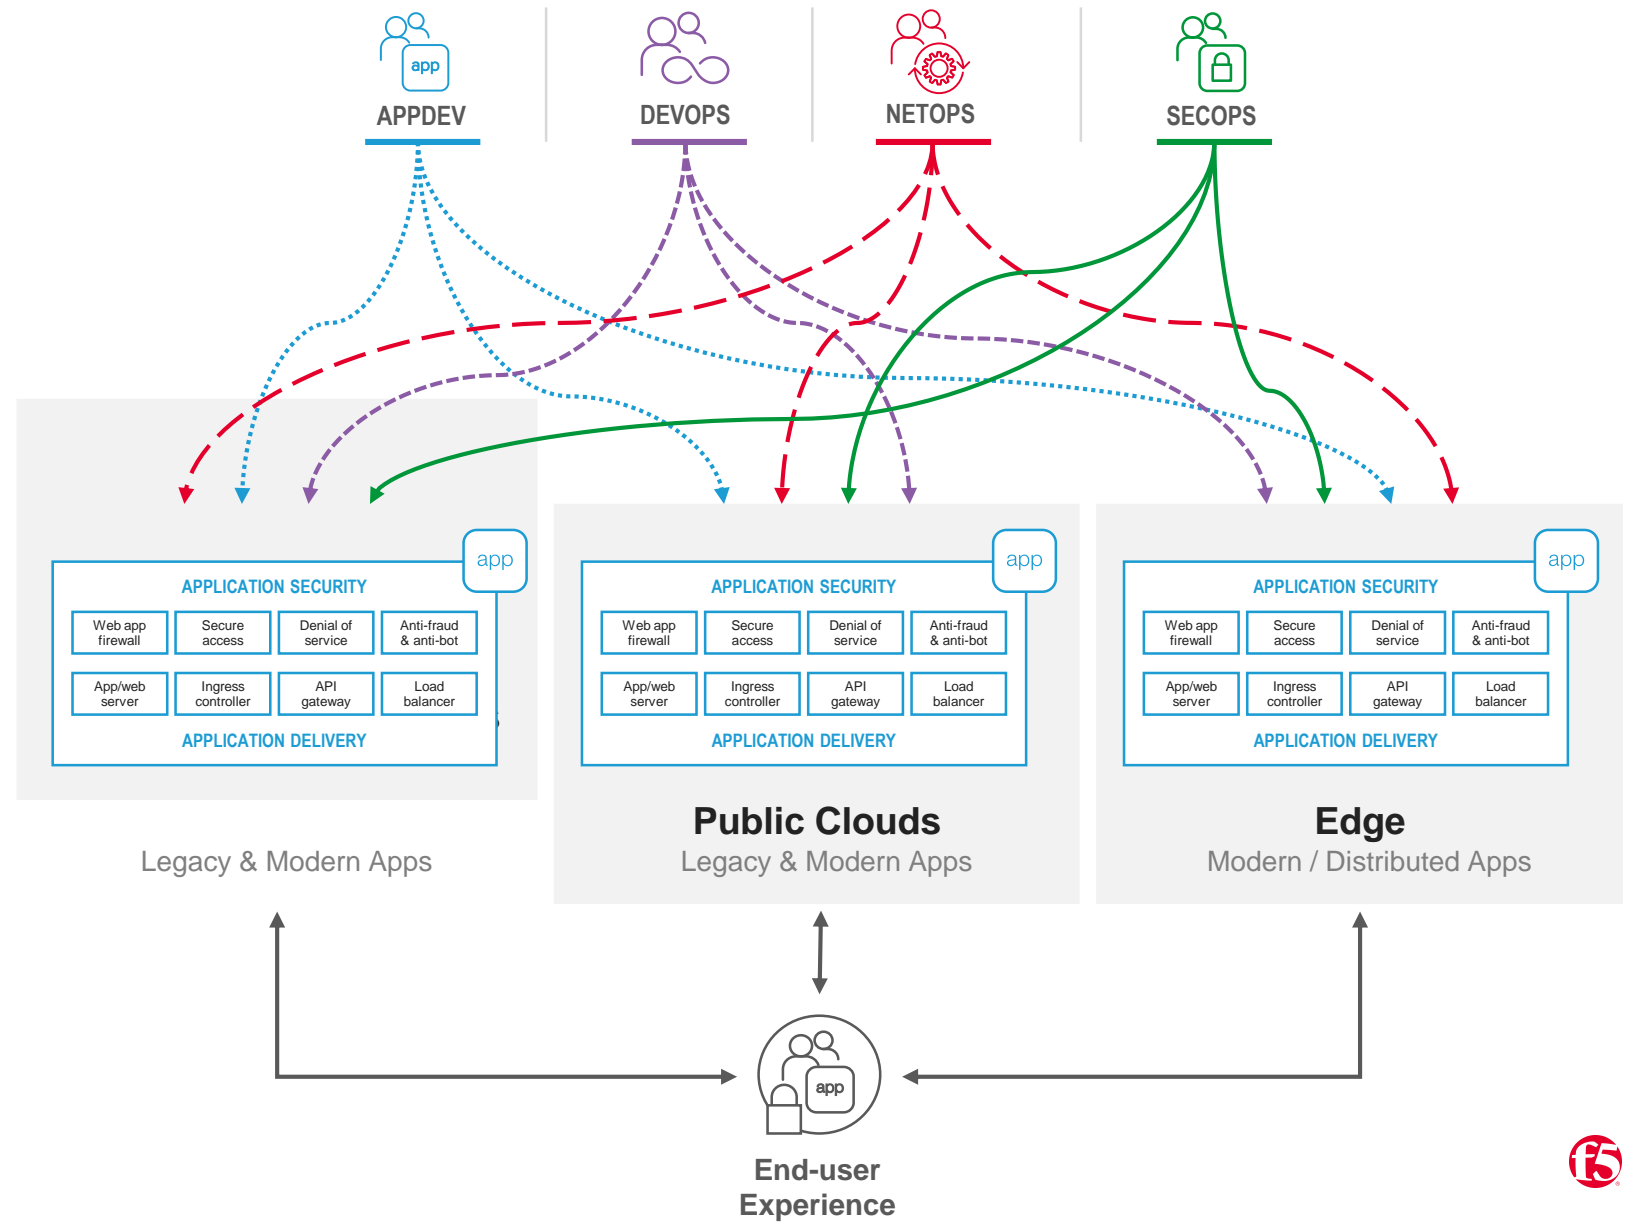 app
APPDEV
DEVOPS
NETOPS
SECOPS
app
APPLICATION SECURITY
Web app
firewall
Secure
access
Denial of
service
Anti-fraud
& anti-bot
App/web
server
Ingress
controller
API
gateway
Load
balancer
APPLICATION DELIVERY
Legacy & Modern Apps
app
APPLICATION SECURITY
Web app
firewall
Secure
access
Denial of
service
Anti-fraud
& anti-bot
App/web
server
Ingress
controller
API
gateway
Load
balancer
APPLICATION DELIVERY
Public Clouds
Legacy & Modern Apps
app
APPLICATION SECURITY
Web app
firewall
Secure
access
Denial of
service
Anti-fraud
& anti-bot
App/web
server
Ingress
controller
API
gateway
Load
balancer
APPLICATION DELIVERY
Edge
Modern / Distributed Apps
app
End-user
Experience
f5